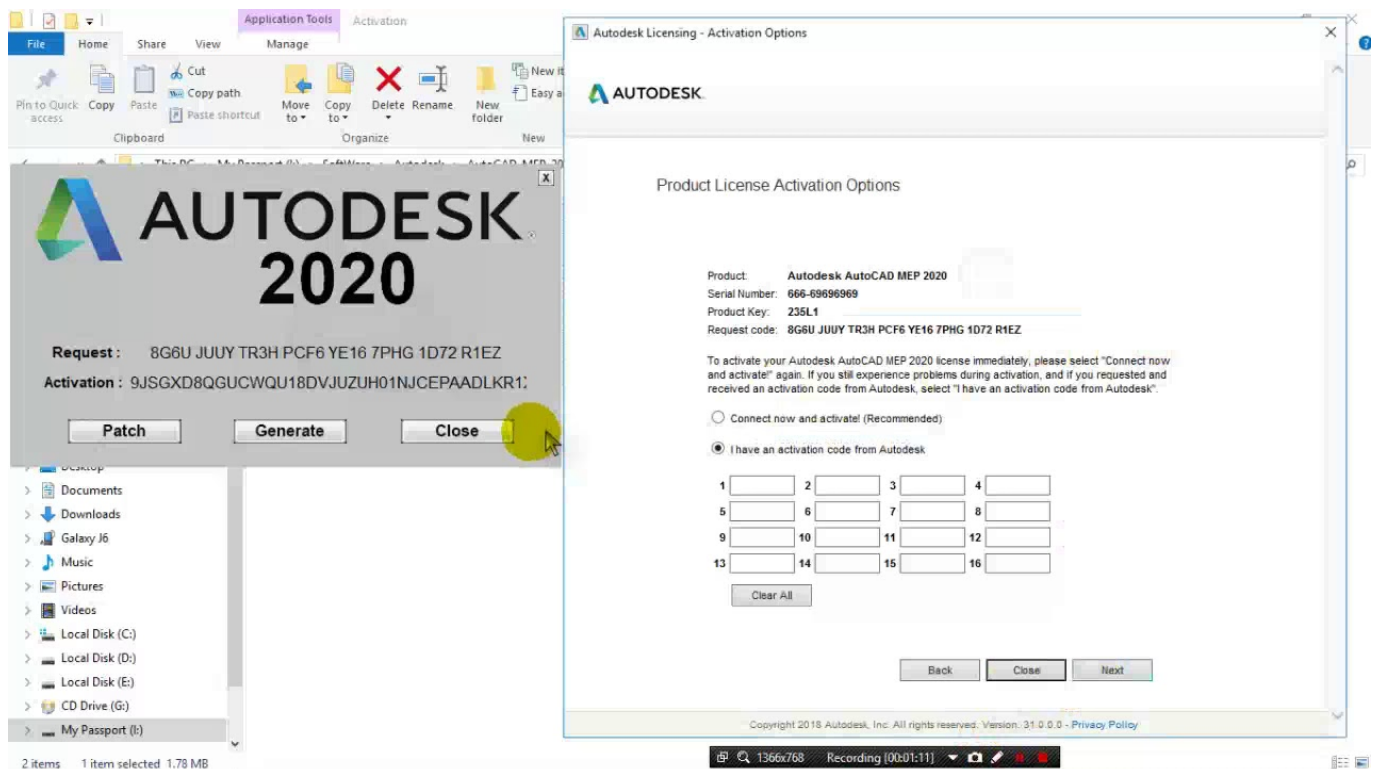 Application Tools
Activation
File
Home
Share
View
Manage
Pin to Quick access
Copy
Paste
Cut
Copy path
Paste shortcut
Move to
Copy to
Delete
Rename
New folder
New it
Easy a
Clipboard
Organize
New
AUTODESK
2020
Request : 8G6U JUUY TR3H PCF6 YE16 7PHG 1D72 R1EZ
Activation : 9JSGXD8QGUCWQU18DVJUZUH01NJCEPAADLKR1
Patch
Generate
Close
Desktop
Documents
Downloads
Galaxy J6
Music
Pictures
Videos
Local Disk (C:)
Local Disk (D:)
Local Disk (E:)
CD Drive (G:)
My Passport (I:)
2 items 1 item selected 1.78 MB
Autodesk Licensing - Activation Options
AUTODESK
Product License Activation Options
Product: Autodesk AutoCAD MEP 2020
Serial Number: 666-69696969
Product Key: 235L1
Request code: 8G6U JUUY TR3H PCF6 YE16 7PHG 1D72 R1EZ
To activate your Autodesk AutoCAD MEP 2020 license immediately, please select "Connect now
and activate!" again. If you still experience problems during activation, and if you requested and
received an activation code from Autodesk, select "I have an activation code from Autodesk".
Connect now and activate! (Recommended)
I have an activation code from Autodesk
1 2 3 4
5 6 7 8
9 10 11 12
13 14 15 16
Clear All
Back
Close
Next
Copyright 2018 Autodesk, Inc. All rights reserved. Version: 31.0.0.0 - Privacy Policy
1366x768 Recording [00:01:11]